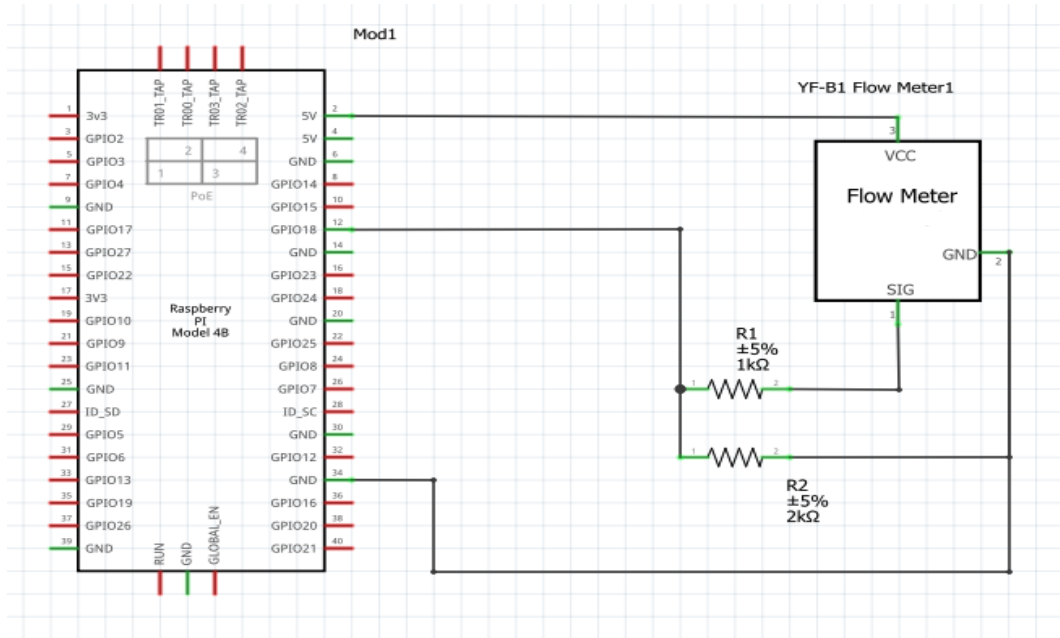 Mod1
TR01_TAP
TR00_TAP
TR03_TAP
TR02_TAP
1 3v3
3 GPIO2
5 GPIO3
7 GPIO4
9 GND
11 GPIO17
13 GPIO27
15 GPIO22
17 3V3
19 GPIO10
21 GPIO9
23 GPIO11
25 GND
27 ID_SD
29 GPIO5
31 GPIO6
33 GPIO13
35 GPIO19
37 GPIO26
39 GND
2 4
1 3
PoE
Raspberry
PI
Model 4B
RUN
GND
GLOBAL_EN
5V 2
5V 4
GND 6
GPIO14 8
GPIO15 10
GPIO18 12
GND 14
GPIO23 16
GPIO24 18
GND 20
GPIO25 22
GPIO8 24
GPIO7 26
ID_SC 28
GND 30
GPIO12 32
GND 34
GPIO16 36
GPIO20 38
GPIO21 40
YF-B1 Flow Meter1
3
VCC
Flow Meter
GND 2
SIG
1
R1
±5%
1kΩ
1 2
1 2
R2
±5%
2kΩ